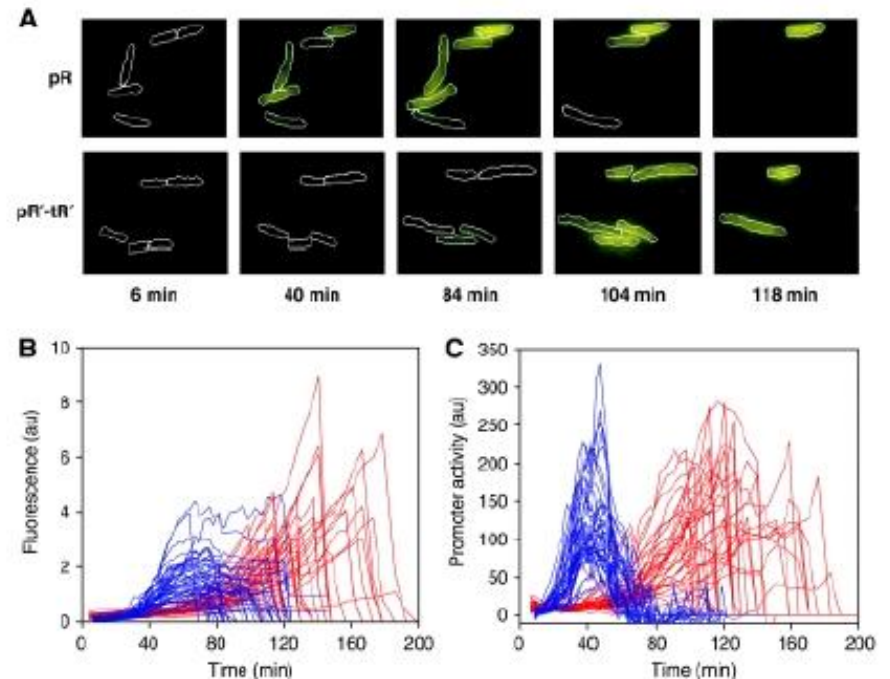 A
pR
pR'-tR'
6 min
40 min
84 min
104 min
118 min
B
10
8
6
4
2
0
Fluorescence (au)
0 40 80 120 160 200
Time (min)
C
350
300
250
200
150
100
50
0
Promoter activity (au)
0 40 80 120 160 200
Time (min)